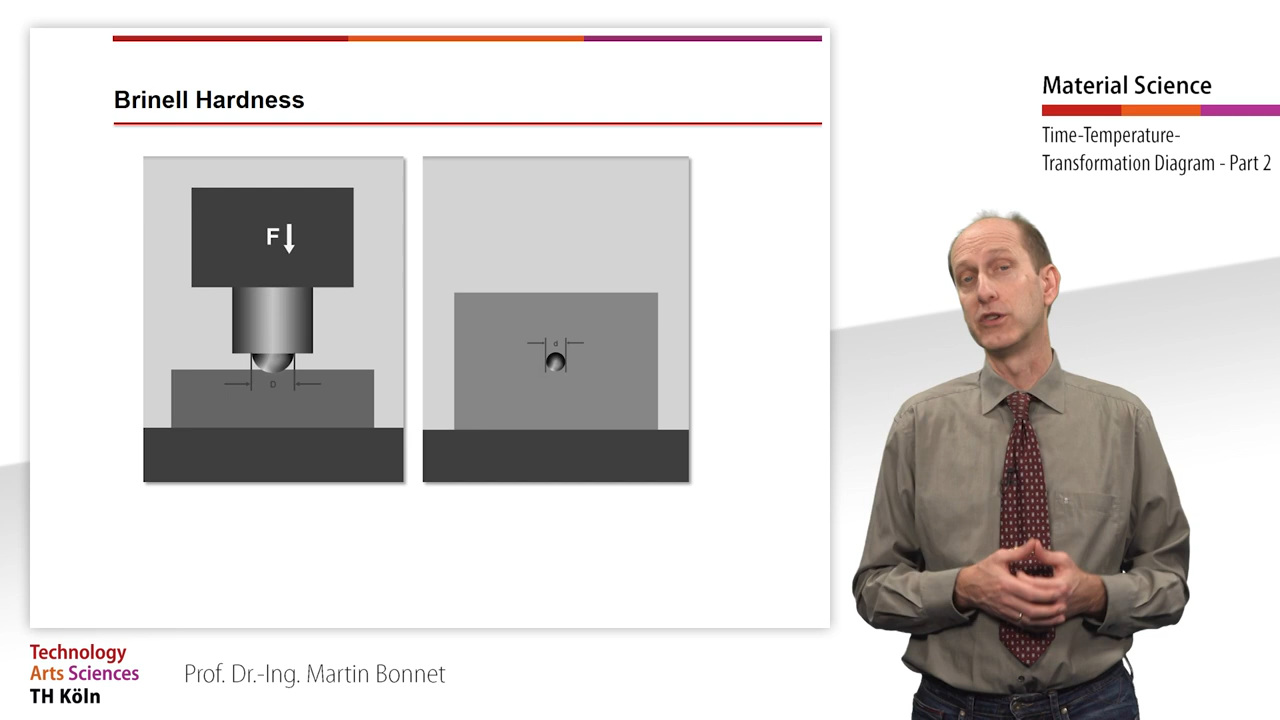 Brinell Hardness
F
D
d
Material Science
Time-Temperature-
Transformation Diagram - Part 2
Technology
Arts Sciences
TH Köln
Prof. Dr.-Ing. Martin Bonnet